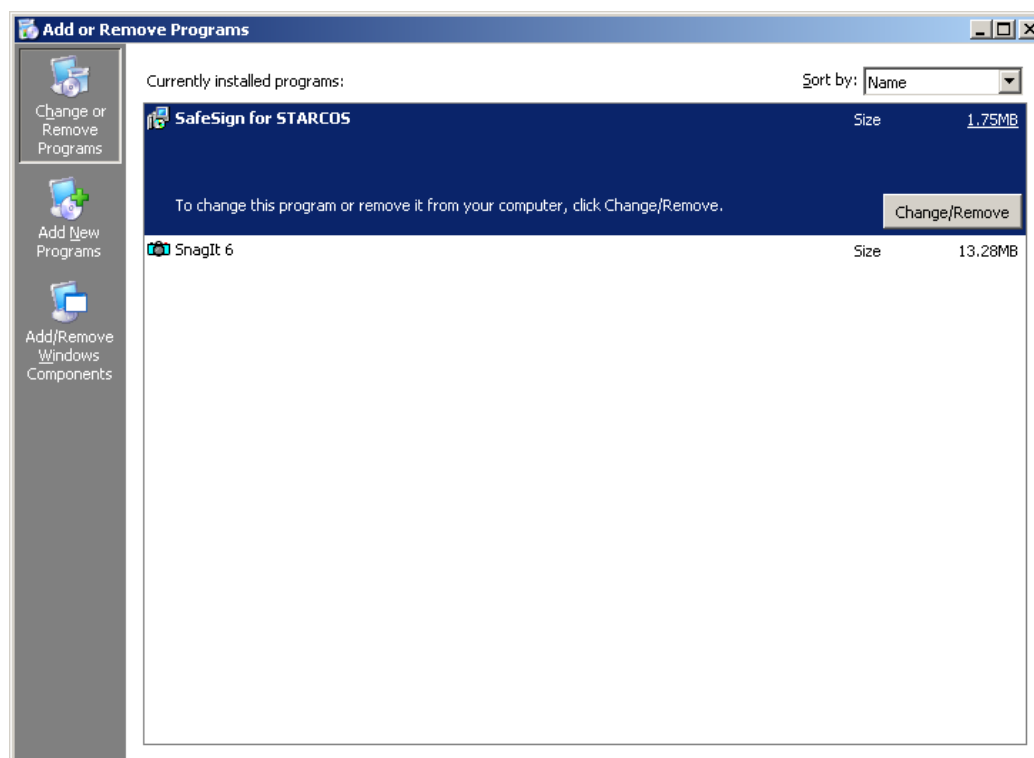 Add or Remove Programs
Change or
Remove
Programs
Add New
Programs
Add/Remove
Windows
Components
Currently installed programs:
Sort by: Name
SafeSign for STARCOS Size 1.75MB
To change this program or remove it from your computer, click Change/Remove.
Change/Remove
SnagIt 6 Size 13.28MB